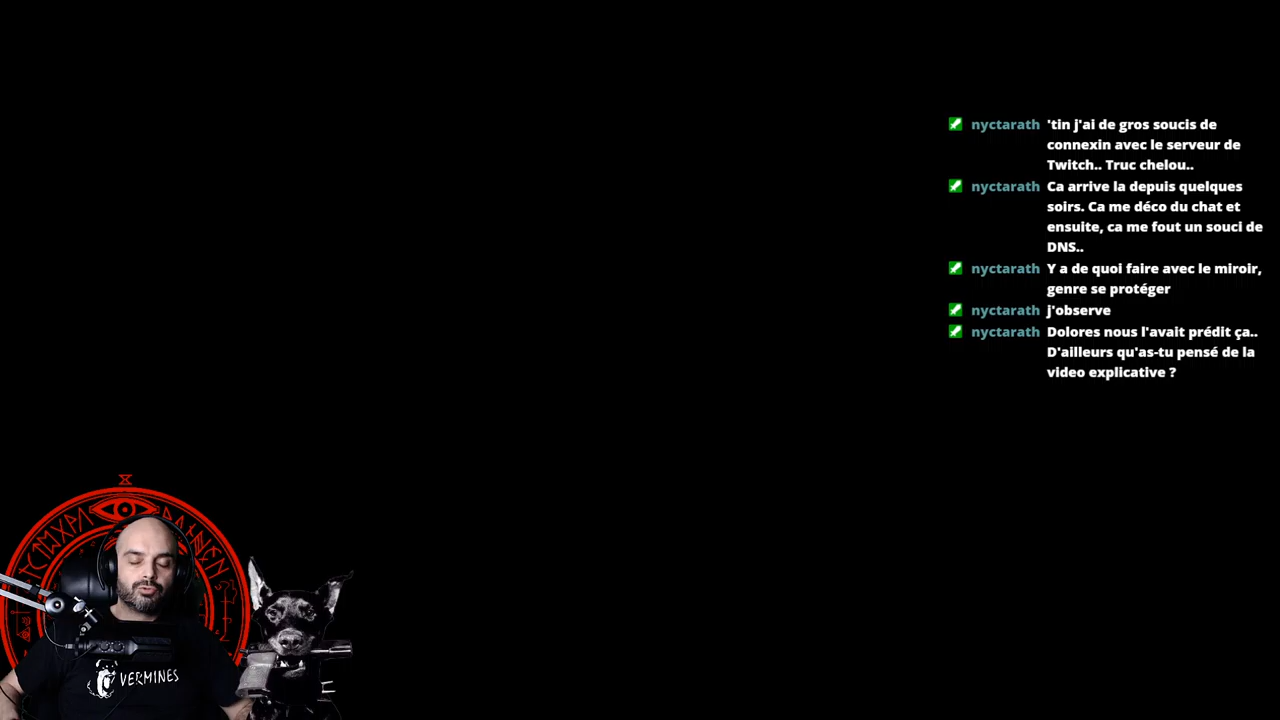 nyctarath 'tin j'ai de gros soucis de
connexin avec le serveur de
Twitch.. Truc chelou..
nyctarath Ca arrive la depuis quelques
soirs. Ca me déco du chat et
ensuite, ca me fout un souci de
DNS..
nyctarath Y a de quoi faire avec le miroir,
genre se protéger
nyctarath j'observe
nyctarath Dolores nous l'avait prédit ça..
D'ailleurs qu'as-tu pensé de la
video explicative ?
VERMINES